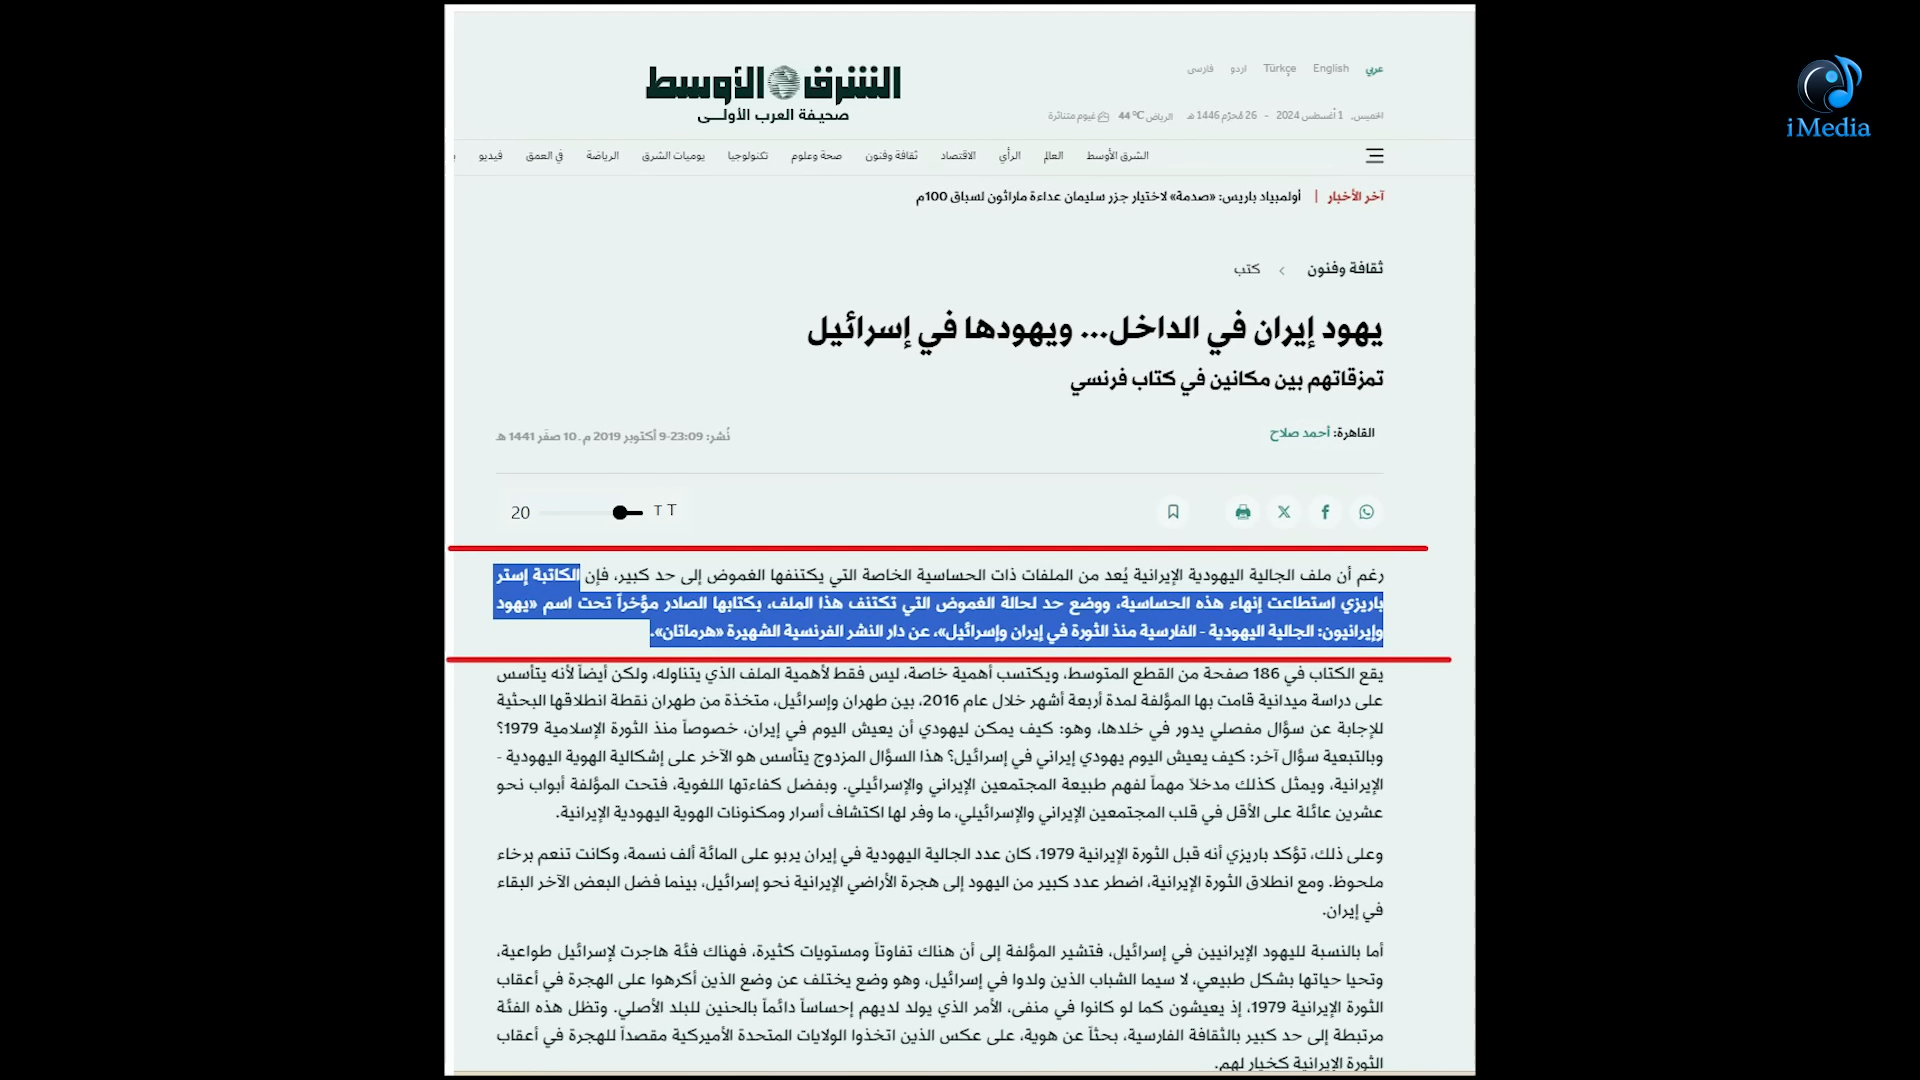 iMedia
عربي English Türkçe اردو فارسى
الشرق الأوسط
صحيفة العرب الأولى
الخميس، 1 أغسطس 2024 - 26 مُحرّم 1446 هـ الرياض 44°C غيوم متناثرة
الشرق الأوسط العالم الرأي الاقتصاد ثقافة وفنون صحة وعلوم تكنولوجيا يوميات الشرق الرياضة في العمق فيديو
آخر الأخبار | أولمبياد باريس: «صدمة» لاختيار جزر سليمان عداءة ماراثون لسباق 100م
ثقافة وفنون › كتب
يهود إيران في الداخل... ويهودها في إسرائيل
تمزقاتهم بين مكانين في كتاب فرنسي
القاهرة: أحمد صلاح
نُشر: 23:09-9 أكتوبر 2019 م ـ 10 صفَر 1441 هـ
20 T T
رغم أن ملف الجالية اليهودية الإيرانية يُعد من الملفات ذات الحساسية الخاصة التي يكتنفها الغموض إلى حد كبير، فإن الكاتبة إستر
باريزي استطاعت إنهاء هذه الحساسية، ووضع حد لحالة الغموض التي تكتنف هذا الملف، بكتابها الصادر مؤخراً تحت اسم «يهود
وإيرانيون: الجالية اليهودية - الفارسية منذ الثورة في إيران وإسرائيل»، عن دار النشر الفرنسية الشهيرة «هرماتان».
يقع الكتاب في 186 صفحة من القطع المتوسط، ويكتسب أهمية خاصة، ليس فقط لأهمية الملف الذي يتناوله، ولكن أيضاً لأنه يتأسس
على دراسة ميدانية قامت بها المؤلفة لمدة أربعة أشهر خلال عام 2016، بين طهران وإسرائيل، متخذة من طهران نقطة انطلاقها البحثية
للإجابة عن سؤال مفصلي يدور في خلدها، وهو: كيف يمكن ليهودي أن يعيش اليوم في إيران، خصوصاً منذ الثورة الإسلامية 1979؟
وبالتبعية سؤال آخر: كيف يعيش اليوم يهودي إيراني في إسرائيل؟ هذا السؤال المزدوج يتأسس هو الآخر على إشكالية الهوية اليهودية -
الإيرانية، ويمثل كذلك مدخلاً مهماً لفهم طبيعة المجتمعين الإيراني والإسرائيلي. وبفضل كفاءتها اللغوية، فتحت المؤلفة أبواب نحو
عشرين عائلة على الأقل في قلب المجتمعين الإيراني والإسرائيلي، ما وفر لها اكتشاف أسرار ومكنونات الهوية اليهودية الإيرانية.
وعلى ذلك، تؤكد باريزي أنه قبل الثورة الإيرانية 1979، كان عدد الجالية اليهودية في إيران يربو على المائة ألف نسمة، وكانت تنعم برخاء
ملحوظ. ومع انطلاق الثورة الإيرانية، اضطر عدد كبير من اليهود إلى هجرة الأراضي الإيرانية نحو إسرائيل، بينما فضل البعض الآخر البقاء
في إيران.
أما بالنسبة لليهود الإيرانيين في إسرائيل، فتشير المؤلفة إلى أن هناك تفاوتاً ومستويات كثيرة، فهناك فئة هاجرت لإسرائيل طواعية،
وتحيا حياتها بشكل طبيعي، لا سيما الشباب الذين ولدوا في إسرائيل، وهو وضع يختلف عن وضع الذين أكرهوا على الهجرة في أعقاب
الثورة الإيرانية 1979، إذ يعيشون كما لو كانوا في منفى، الأمر الذي يولد لديهم إحساساً دائماً بالحنين للبلد الأصلي. وتظل هذه الفئة
مرتبطة إلى حد كبير بالثقافة الفارسية، بحثاً عن هوية، على عكس الذين اتخذوا الولايات المتحدة الأميركية مقصداً للهجرة في أعقاب
الثورة الإيرانية كخيار لهم.